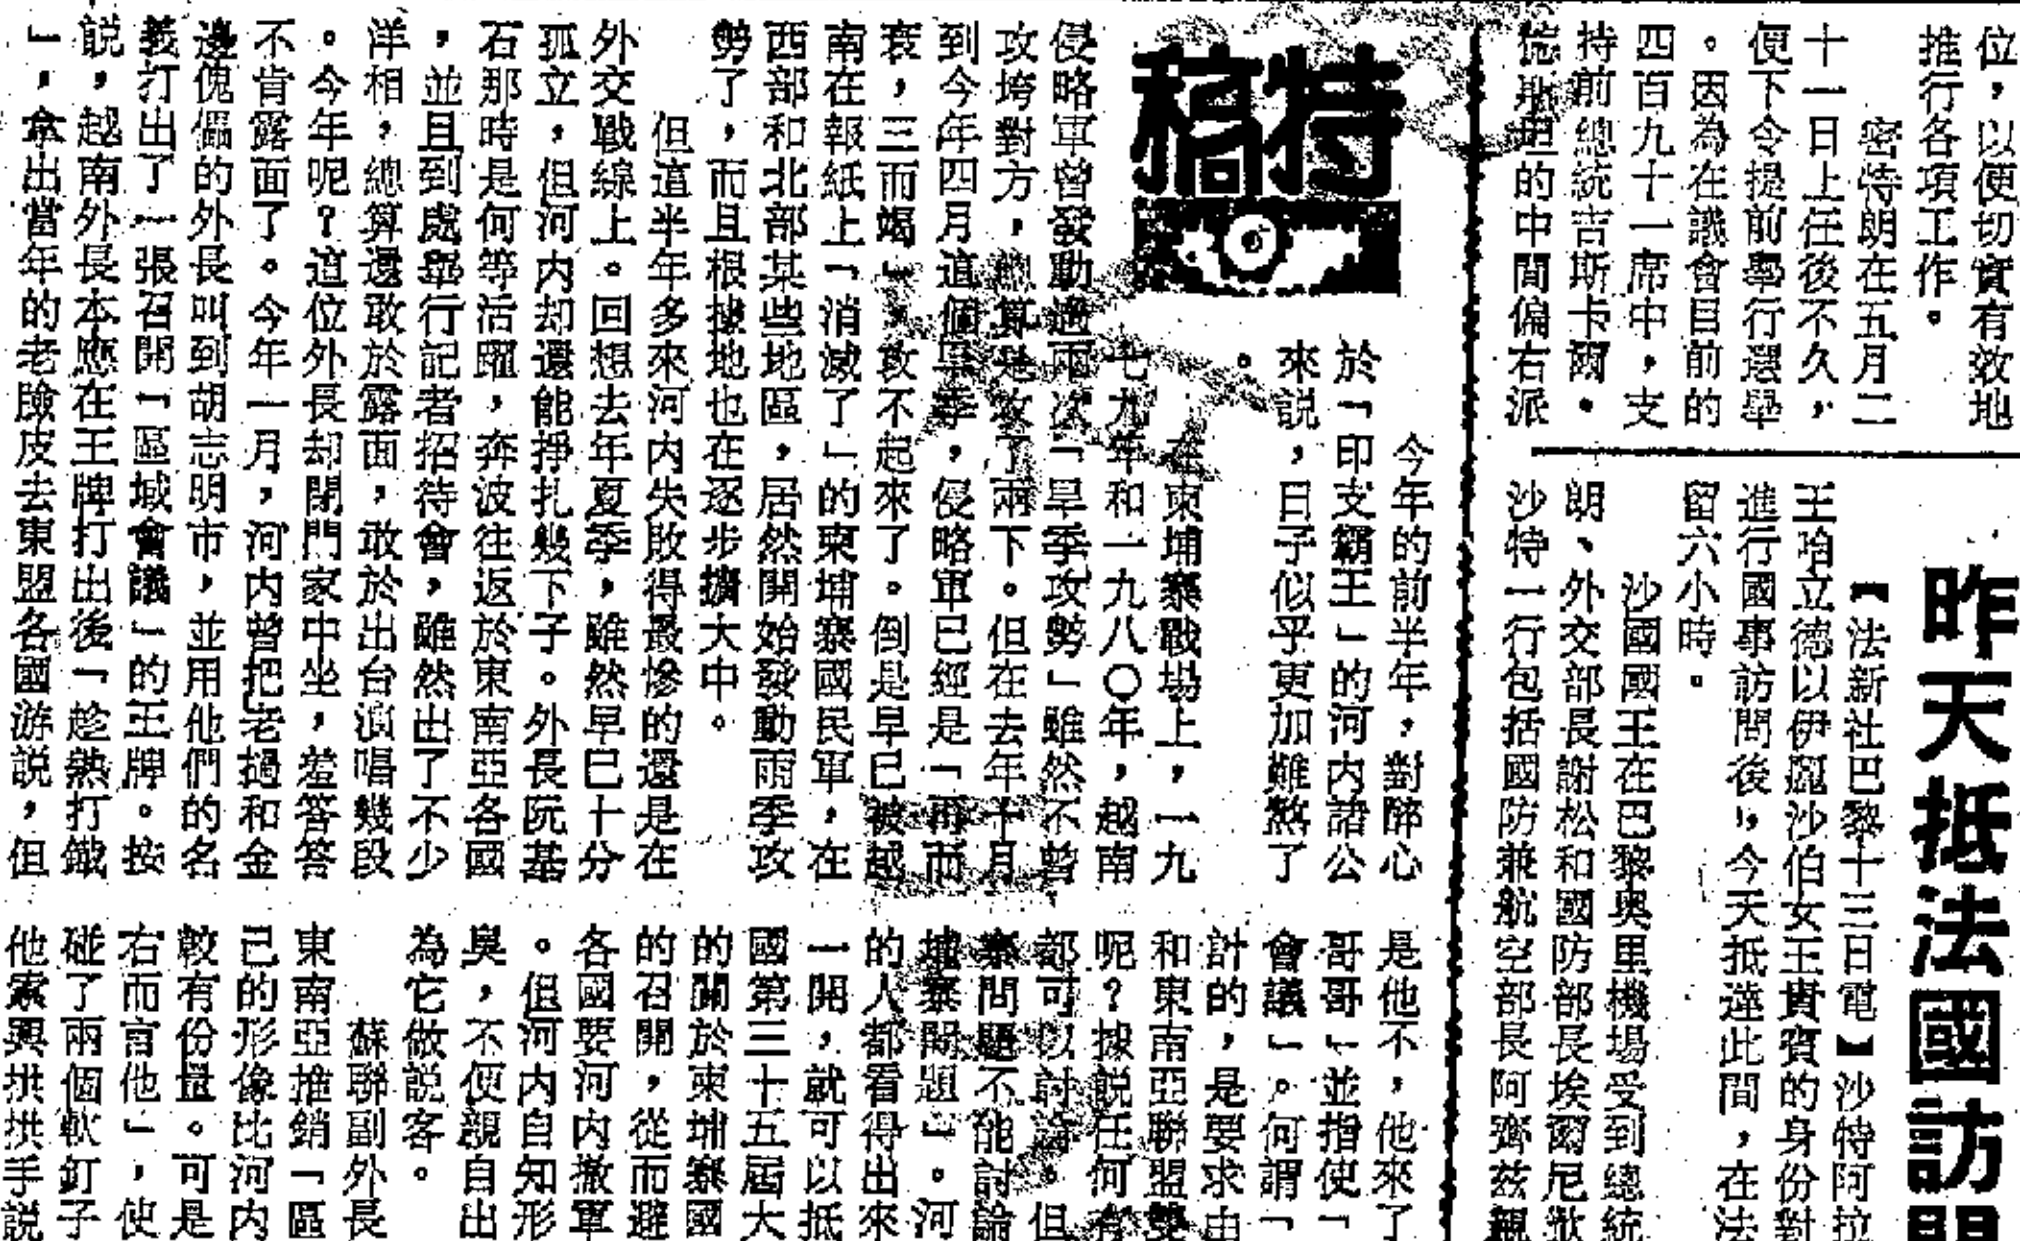 位，以便切實有效地
推行各項工作。
密特朗在五月二
十一日上任後不久，
便下令提前舉行選舉
。因為在議會目前的
四百九十一席中，支
持前總統吉斯卡爾・
德斯坦的中間偏右派
昨天抵法國訪問
【法新社巴黎十三日電】沙特阿拉
王哈立德以伊麗沙伯女王貴賓的身份對
進行國事訪問後，今天抵達此間，在法
留六小時。
沙國國王在巴黎奧里機場受到總統
朗、外交部長謝松和國防部長埃爾尼歡
沙特一行包括國防兼航空部長阿齊茲親
特稿
今年的前半年，對醉心
於「印支霸王」的河內諸公
來説，日子似乎更加難熬了
。
在柬埔寨戰場上，一九
七九年和一九八〇年，越南
侵略軍曾發動過兩次「旱季攻勢」雖然不曾
攻垮對方，總算是攻了兩下。但在去年十月
到今年四月這個旱季，侵略軍已經是「再而
衰，三而竭」攻不起來了。倒是早已被越
南在報紙上「消滅了」的柬埔寨國民軍，在
西部和北部某些地區，居然開始發動雨季攻
勢了，而且根據地也在逐步擴大中。
但這半年多來河內失敗得最慘的還是在
外交戰線上。回想去年夏季，雖然早已十分
孤立，但河內却還能掙扎幾下子。外長阮基
石那時是何等活躍，奔波往返於東南亞各國
，並且到處舉行記者招待會，雖然出了不少
洋相，總算還敢於露面，敢於出台演唱幾段
。今年呢？這位外長却閉門家中坐，羞答答
不肯露面了。今年一月，河內曾把老撾和金
邊傀儡的外長叫到胡志明市，並用他們的名
義打出了一張召開「區域會議」的王牌。按
説，越南外長本應在王牌打出後「趁熱打鐵
」，拿出當年的老臉皮去東盟各國游説，但
是他不，他來了
哥哥」並指使「
會議」。何謂「
計的，是要求由
和東南亞聯盟雙
呢？據説任何有
都可以討論。但
寨問題不能討論
埔寨問題」。河
的人都看得出來
一開，就可以抵
國第三十五屆大
的關於柬埔寨國
的召開，從而避
各國要河內撤軍
。但河內自知形
臭，不便親自出
為它做説客。
蘇聯副外長
東南亞推銷「區
己的形像比河內
較有份量。可是
右而言他」，使
碰了兩個軟釘子
他索興拱拱手説